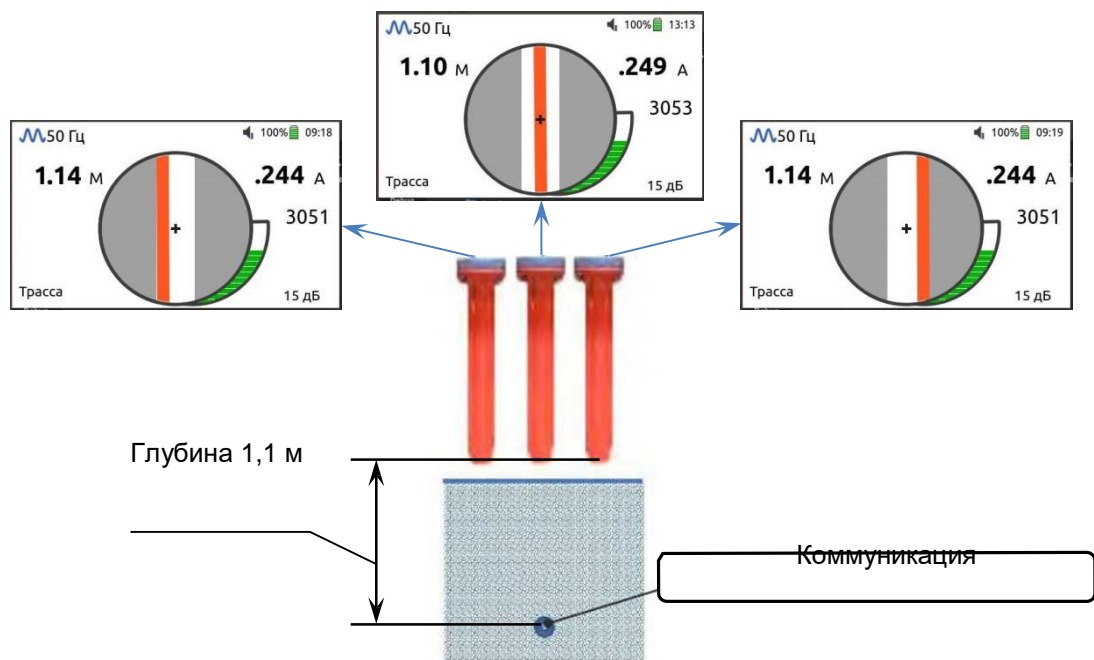 50 Гц
100% 13:13
1.10 М
.249 А
3053
Трасса
15 дБ
50 Гц
100% 09:18
1.14 М
.244 А
3051
Трасса
15 дБ
50 Гц
100% 09:19
1.14 М
.244 А
3051
Трасса
15 дБ
Глубина 1,1 м
Коммуникация